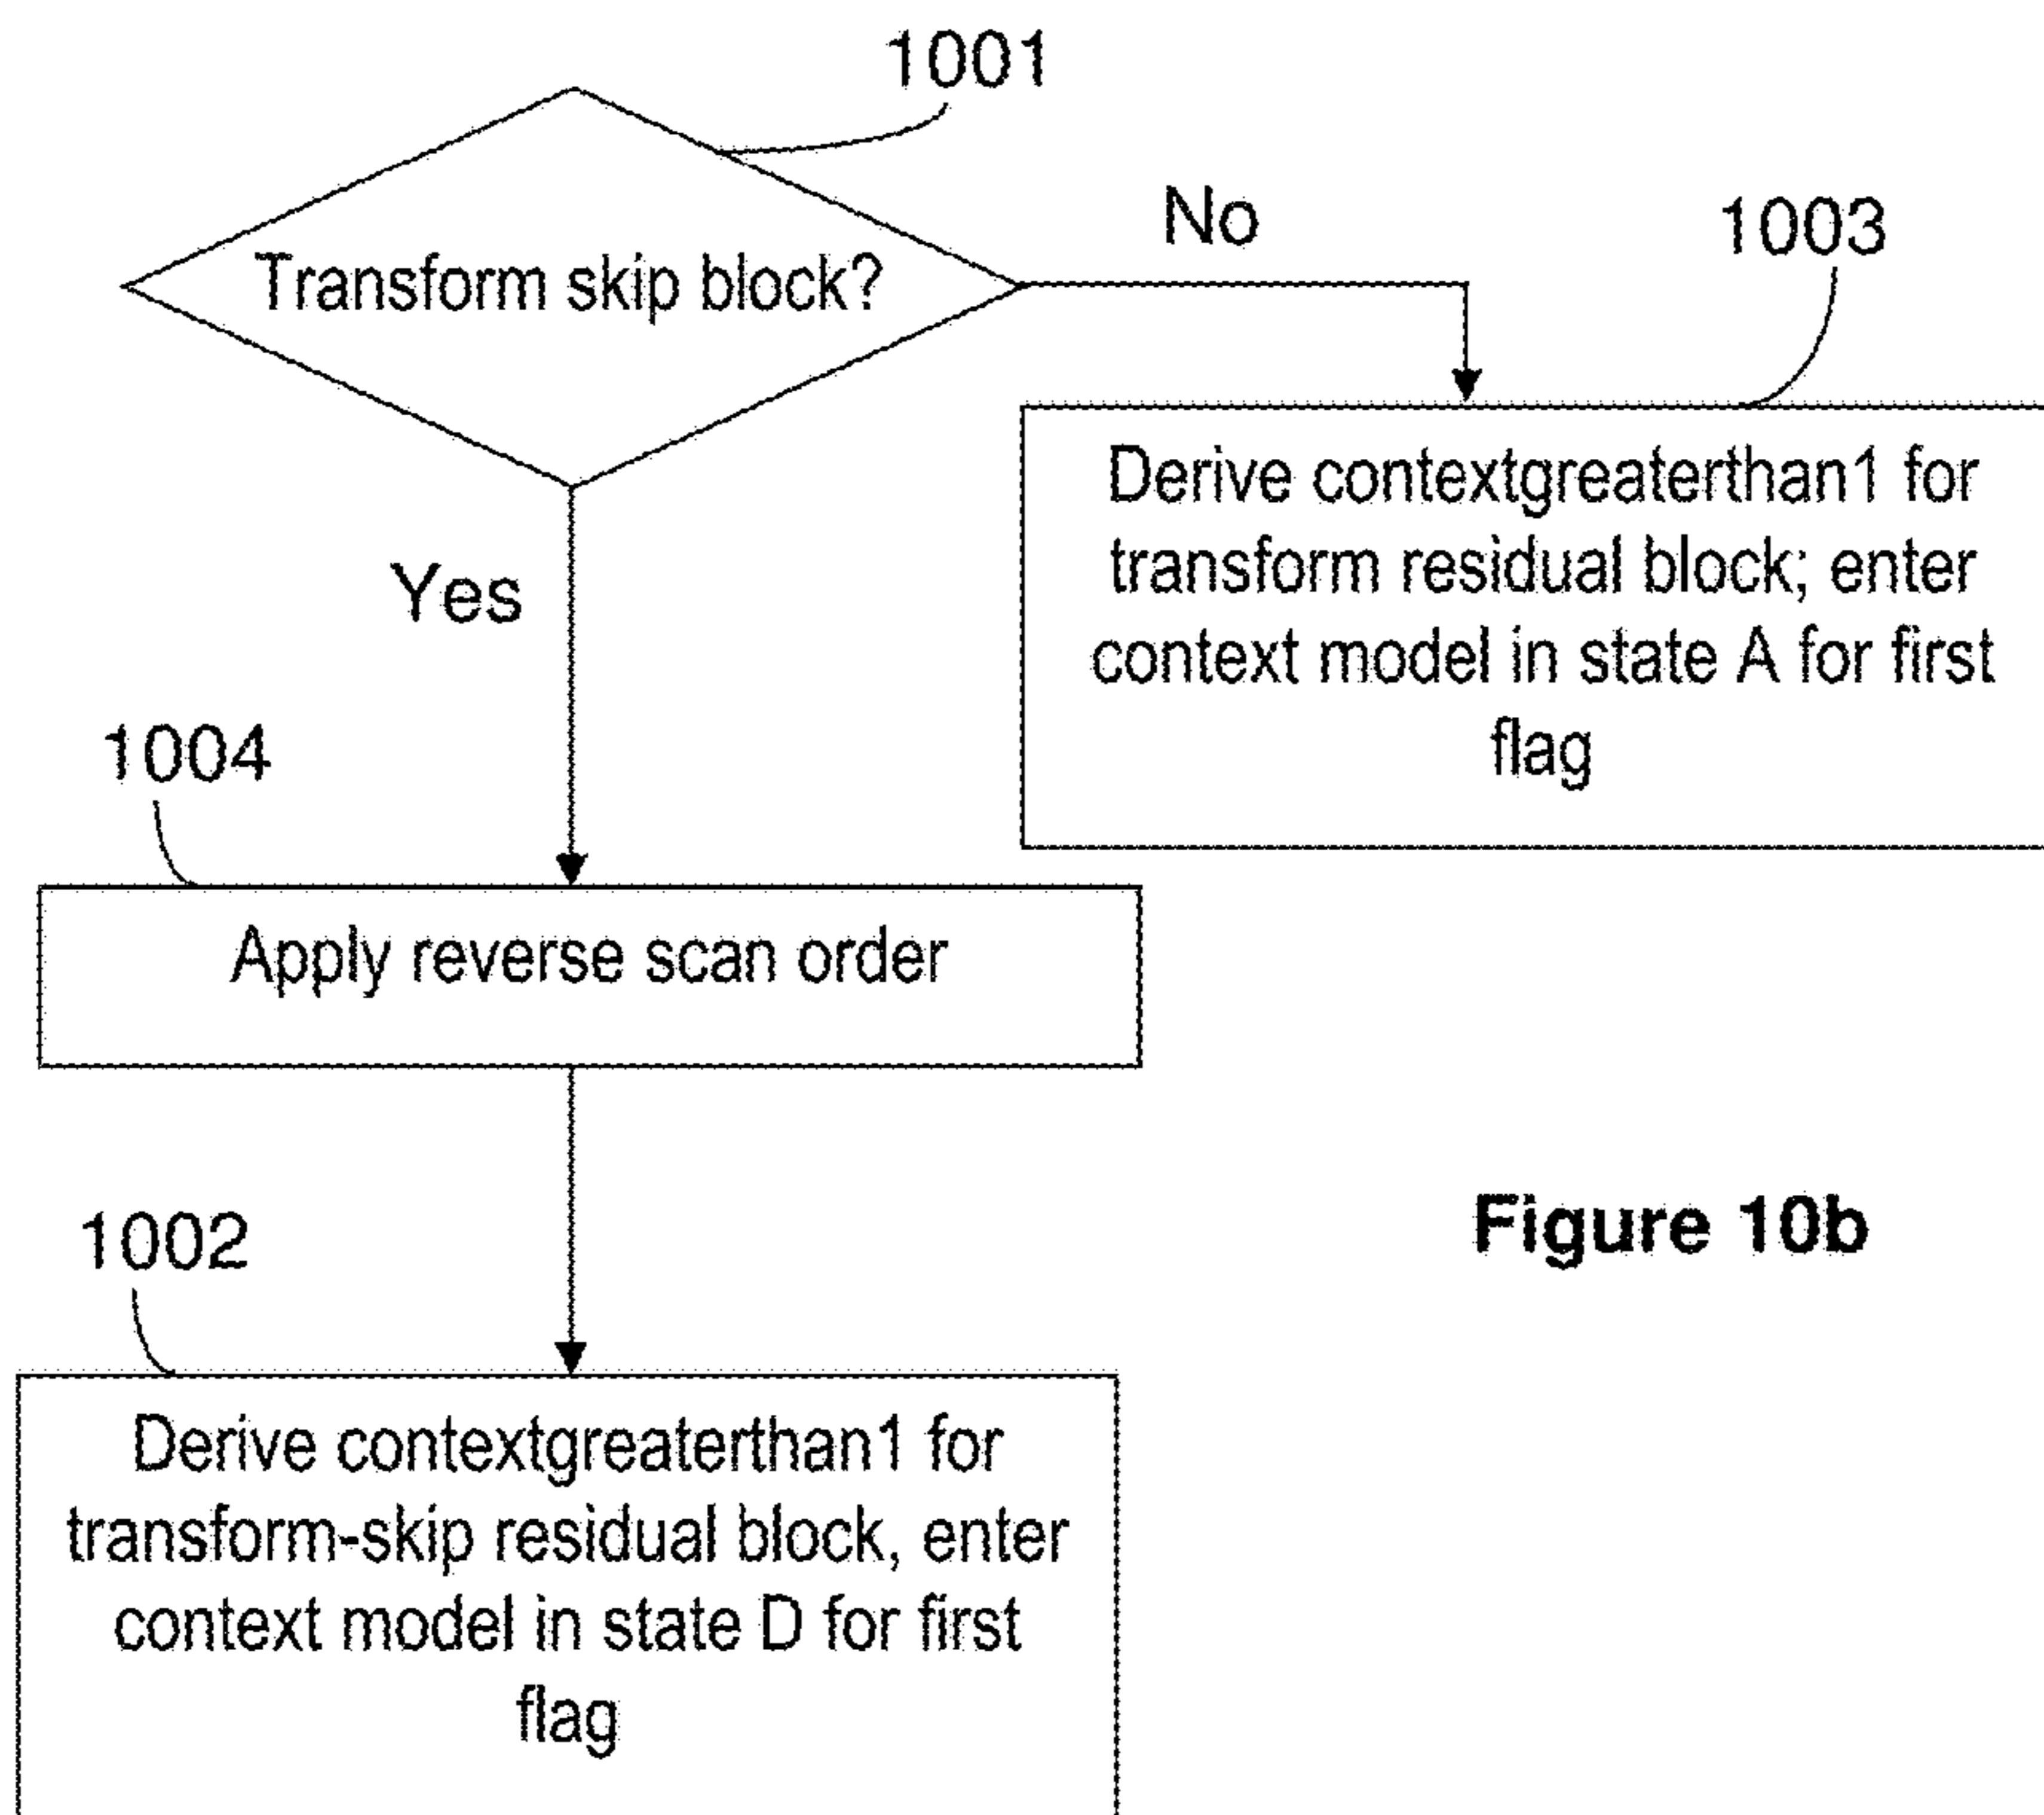 1001
Transform skip block?
No
1003
Derive contextgreaterthan1 for
transform residual block; enter
context model in state A for first
flag
Yes
1004
Apply reverse scan order
1002
Derive contextgreaterthan1 for
transform-skip residual block, enter
context model in state D for first
flag
Figure 10b